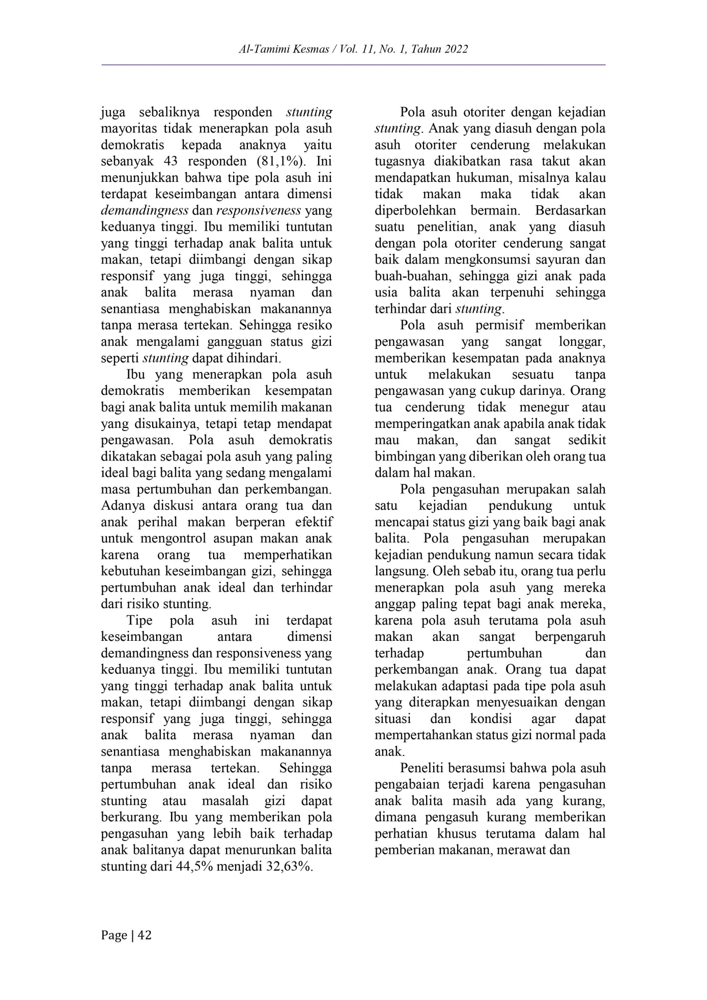 Al-Tamimi Kesmas / Vol. 11, No. 1, Tahun 2022
juga sebaliknya responden stunting
mayoritas tidak menerapkan pola asuh
demokratis kepada anaknya yaitu
sebanyak 43 responden (81,1%). Ini
menunjukkan bahwa tipe pola asuh ini
terdapat keseimbangan antara dimensi
demandingness dan responsiveness yang
keduanya tinggi. Ibu memiliki tuntutan
yang tinggi terhadap anak balita untuk
makan, tetapi diimbangi dengan sikap
responsif yang juga tinggi, sehingga
anak balita merasa nyaman dan
senantiasa menghabiskan makanannya
tanpa merasa tertekan. Sehingga resiko
anak mengalami gangguan status gizi
seperti stunting dapat dihindari.
Ibu yang menerapkan pola asuh
demokratis memberikan kesempatan
bagi anak balita untuk memilih makanan
yang disukainya, tetapi tetap mendapat
pengawasan. Pola asuh demokratis
dikatakan sebagai pola asuh yang paling
ideal bagi balita yang sedang mengalami
masa pertumbuhan dan perkembangan.
Adanya diskusi antara orang tua dan
anak perihal makan berperan efektif
untuk mengontrol asupan makan anak
karena orang tua memperhatikan
kebutuhan keseimbangan gizi, sehingga
pertumbuhan anak ideal dan terhindar
dari risiko stunting.
Tipe pola asuh ini terdapat
keseimbangan antara dimensi
demandingness dan responsiveness yang
keduanya tinggi. Ibu memiliki tuntutan
yang tinggi terhadap anak balita untuk
makan, tetapi diimbangi dengan sikap
responsif yang juga tinggi, sehingga
anak balita merasa nyaman dan
senantiasa menghabiskan makanannya
tanpa merasa tertekan. Sehingga
pertumbuhan anak ideal dan risiko
stunting atau masalah gizi dapat
berkurang. Ibu yang memberikan pola
pengasuhan yang lebih baik terhadap
anak balitanya dapat menurunkan balita
stunting dari 44,5% menjadi 32,63%.
Pola asuh otoriter dengan kejadian
stunting. Anak yang diasuh dengan pola
asuh otoriter cenderung melakukan
tugasnya diakibatkan rasa takut akan
mendapatkan hukuman, misalnya kalau
tidak makan maka tidak akan
diperbolehkan bermain. Berdasarkan
suatu penelitian, anak yang diasuh
dengan pola otoriter cenderung sangat
baik dalam mengkonsumsi sayuran dan
buah-buahan, sehingga gizi anak pada
usia balita akan terpenuhi sehingga
terhindar dari stunting.
Pola asuh permisif memberikan
pengawasan yang sangat longgar,
memberikan kesempatan pada anaknya
untuk melakukan sesuatu tanpa
pengawasan yang cukup darinya. Orang
tua cenderung tidak menegur atau
memperingatkan anak apabila anak tidak
mau makan, dan sangat sedikit
bimbingan yang diberikan oleh orang tua
dalam hal makan.
Pola pengasuhan merupakan salah
satu kejadian pendukung untuk
mencapai status gizi yang baik bagi anak
balita. Pola pengasuhan merupakan
kejadian pendukung namun secara tidak
langsung. Oleh sebab itu, orang tua perlu
menerapkan pola asuh yang mereka
anggap paling tepat bagi anak mereka,
karena pola asuh terutama pola asuh
makan akan sangat berpengaruh
terhadap pertumbuhan dan
perkembangan anak. Orang tua dapat
melakukan adaptasi pada tipe pola asuh
yang diterapkan menyesuaikan dengan
situasi dan kondisi agar dapat
mempertahankan status gizi normal pada
anak.
Peneliti berasumsi bahwa pola asuh
pengabaian terjadi karena pengasuhan
anak balita masih ada yang kurang,
dimana pengasuh kurang memberikan
perhatian khusus terutama dalam hal
pemberian makanan, merawat dan
Page | 42